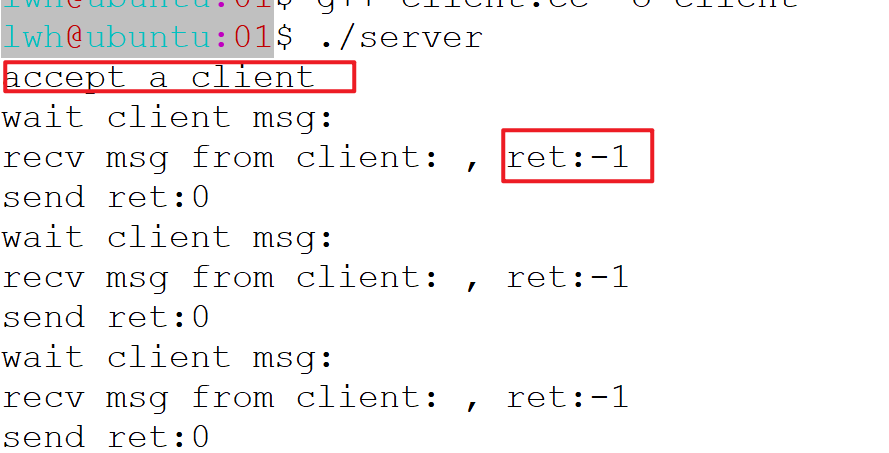 lwh@ubuntu:01$ g++ client.cc -o client
lwh@ubuntu:01$ ./server
accept a client
wait client msg:
recv msg from client: , ret:-1
send ret:0
wait client msg:
recv msg from client: , ret:-1
send ret:0
wait client msg:
recv msg from client: , ret:-1
send ret:0